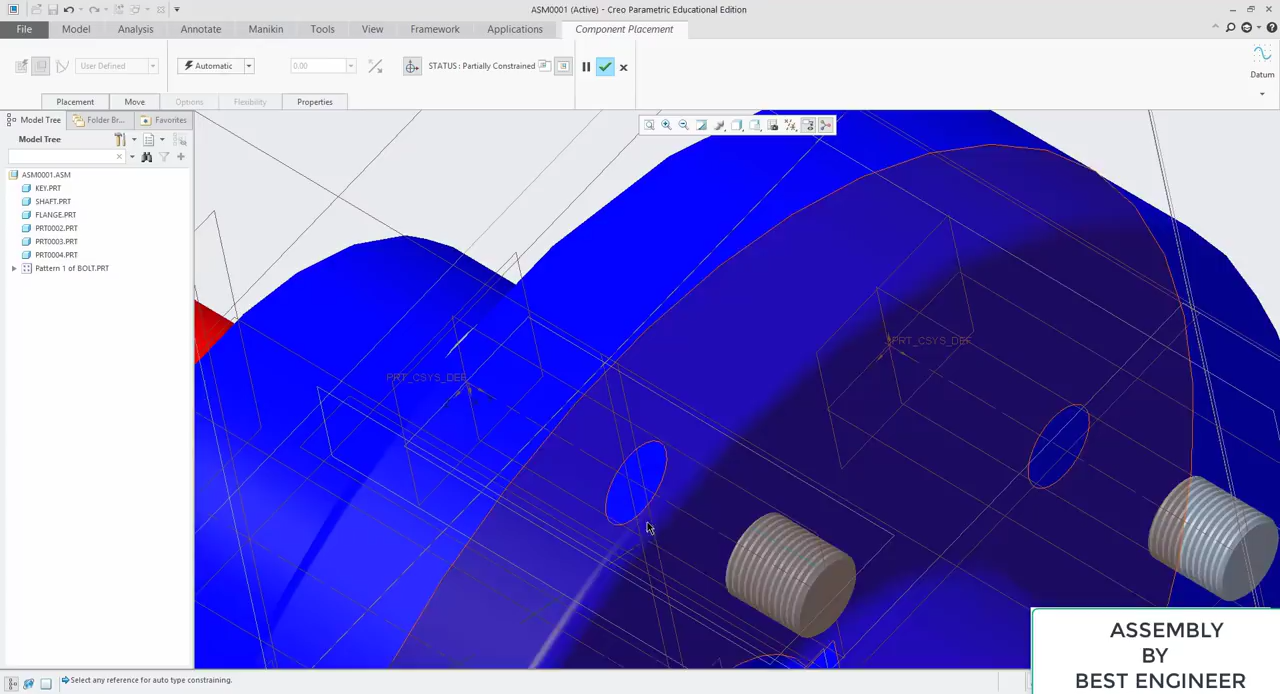 ASM0001 (Active) - Creo Parametric Educational Edition
File Model Analysis Annotate Manikin Tools View Framework Applications Component Placement
User Defined Automatic 0.00 STATUS : Partially Constrained
Datum
Placement Move Options Flexibility Properties
Model Tree Folder Br... Favorites
Model Tree
ASM0001.ASM
KEY.PRT
SHAFT.PRT
FLANGE.PRT
PRT0002.PRT
PRT0003.PRT
PRT0004.PRT
Pattern 1 of BOLT.PRT
PRT_CSYS_DEF
PRT_CSYS_DEF
ASSEMBLY
BY
BEST ENGINEER
Select any reference for auto type constraining.